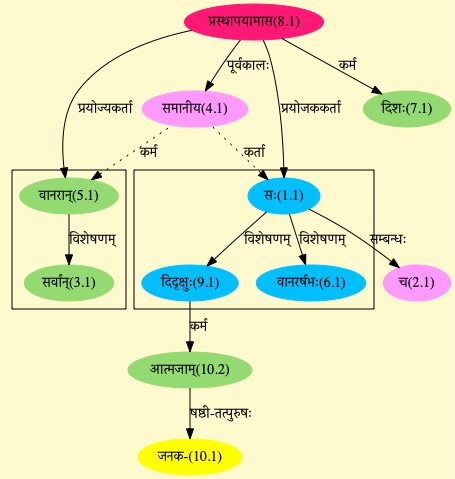 प्रस्थापयामास(8.1)
पूर्वकालः
कर्म
प्रयोज्यकर्ता
समानीय(4.1)
प्रयोजककर्ता
दिशः(7.1)
कर्म
कर्ता
वानरान्(5.1)
सः(1.1)
विशेषणम्
विशेषणम्
विशेषणम्
सम्बन्धः
सर्वान्(3.1)
दिदृक्षुः(9.1)
वानरर्षभः(6.1)
च(2.1)
कर्म
आत्मजाम्(10.2)
षष्ठी-तत्पुरुषः
जनक-(10.1)